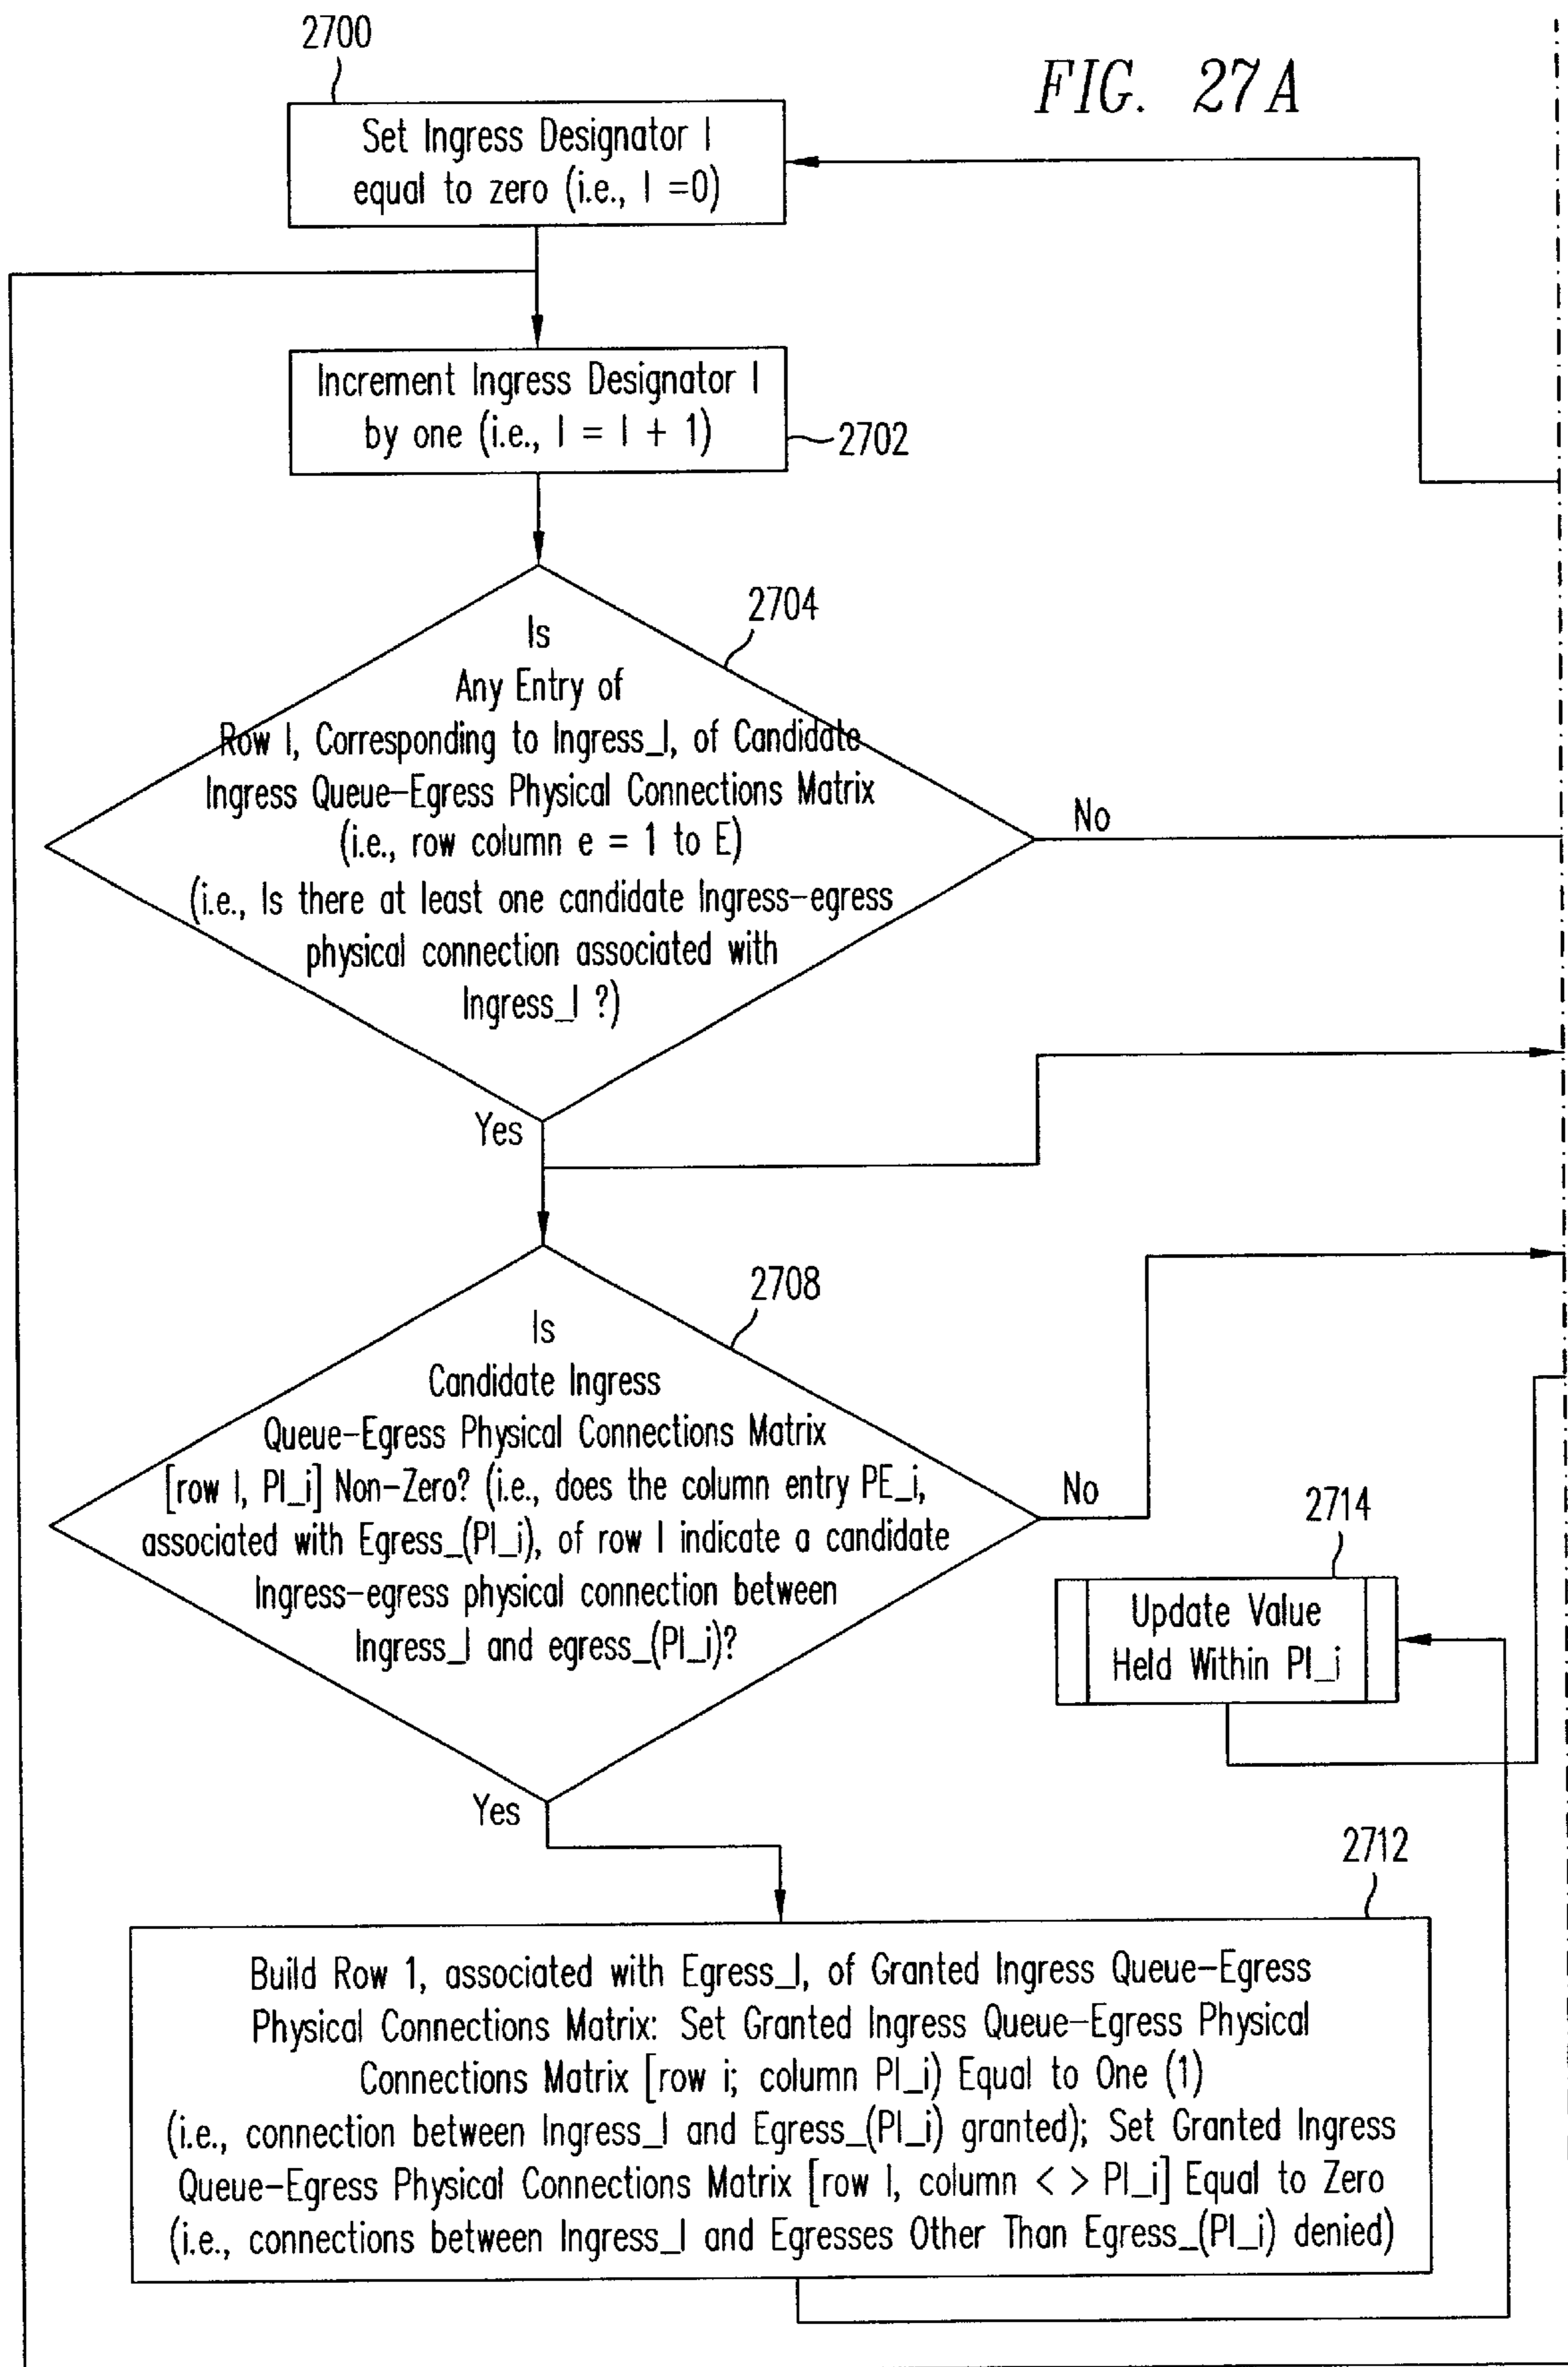 2700
FIG. 27A
Set Ingress Designator I
equal to zero (i.e., I =0)
Increment Ingress Designator I
by one (i.e., I = I + 1)
2702
2704
Is
Any Entry of
Row I, Corresponding to Ingress_I, of Candidate
Ingress Queue-Egress Physical Connections Matrix
(i.e., row column e = 1 to E)
(i.e., Is there at least one candidate Ingress-egress
physical connection associated with
Ingress_I ?)
No
Yes
2708
Is
Candidate Ingress
Queue-Egress Physical Connections Matrix
[row I, PI_i] Non-Zero? (i.e., does the column entry PE_i,
associated with Egress_(PI_i), of row I indicate a candidate
Ingress-egress physical connection between
Ingress_I and egress_(PI_i)?
No
2714
Update Value
Held Within PI_i
Yes
2712
Build Row 1, associated with Egress_I, of Granted Ingress Queue-Egress
Physical Connections Matrix: Set Granted Ingress Queue-Egress Physical
Connections Matrix [row i; column PI_i) Equal to One (1)
(i.e., connection between Ingress_I and Egress_(PI_i) granted); Set Granted Ingress
Queue-Egress Physical Connections Matrix [row I, column < > PI_i] Equal to Zero
(i.e., connections between Ingress_I and Egresses Other Than Egress_(PI_i) denied)